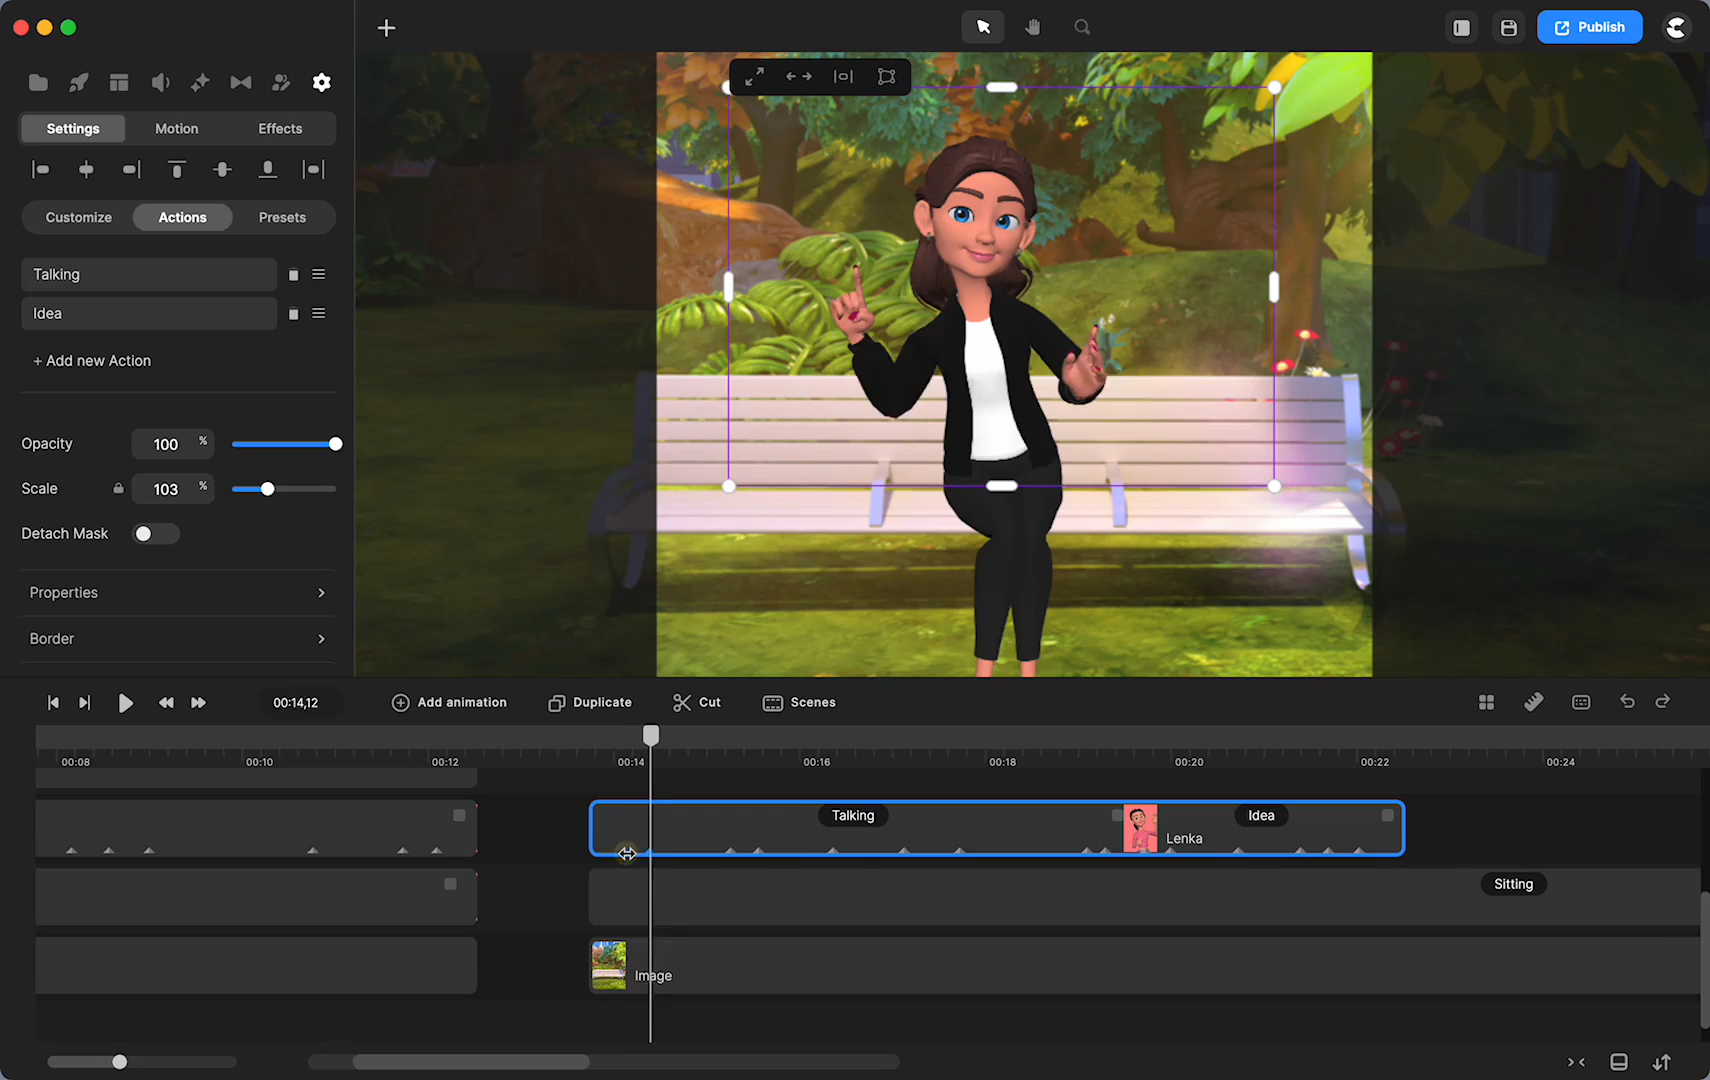 Publish
Settings
Motion
Effects
Customize
Actions
Presets
Talking
Idea
+ Add new Action
Opacity
100 %
Scale
103 %
Detach Mask
Properties
Border
00:14,12
Add animation
Duplicate
Cut
Scenes
00:08
00:10
00:12
00:14
00:16
00:18
00:20
00:22
00:24
Talking
Idea
Lenka
Sitting
Image